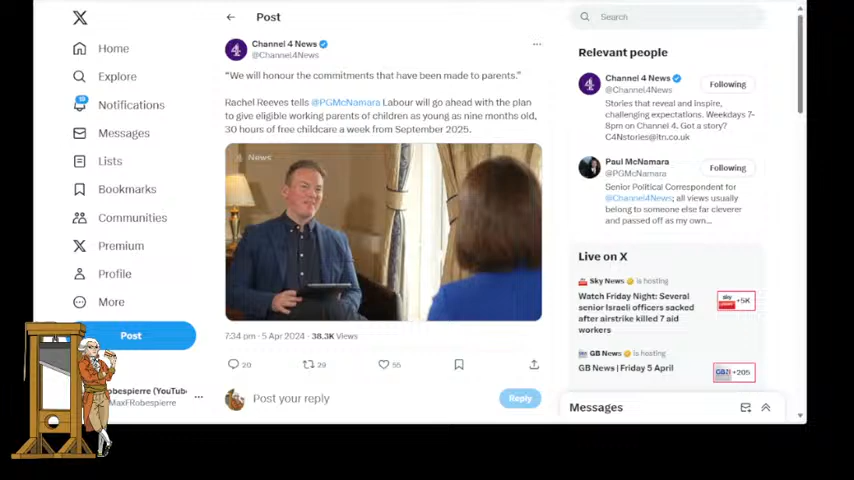 Home
Explore
Notifications
Messages
Lists
Bookmarks
Communities
Premium
Profile
More
Post
obespierre (YouTube
MaxFRobespierre
Post
Channel 4 News
@Channel4News
“We will honour the commitments that have been made to parents.”
Rachel Reeves tells @PGMcNamara Labour will go ahead with the plan
to give eligible working parents of children as young as nine months old,
30 hours of free childcare a week from September 2025.
News
7:34 pm · 5 Apr 2024 · 38.3K Views
20
29
55
Post your reply
Reply
Search
Relevant people
Channel 4 News
@Channel4News
Following
Stories that reveal and inspire,
challenging expectations. Weekdays 7-
8pm on Channel 4. Got a story?
C4Nstories@itn.co.uk
Paul McNamara
@PGMcNamara
Following
Senior Political Correspondent for
@Channel4News; all views usually
belong to someone else far cleverer
and passed off as my own...
Live on X
Sky News is hosting
Watch Friday Night: Several
senior Israeli officers sacked
after airstrike killed 7 aid
workers
sky
+5K
GB News is hosting
GB News | Friday 5 April
+205
Messages